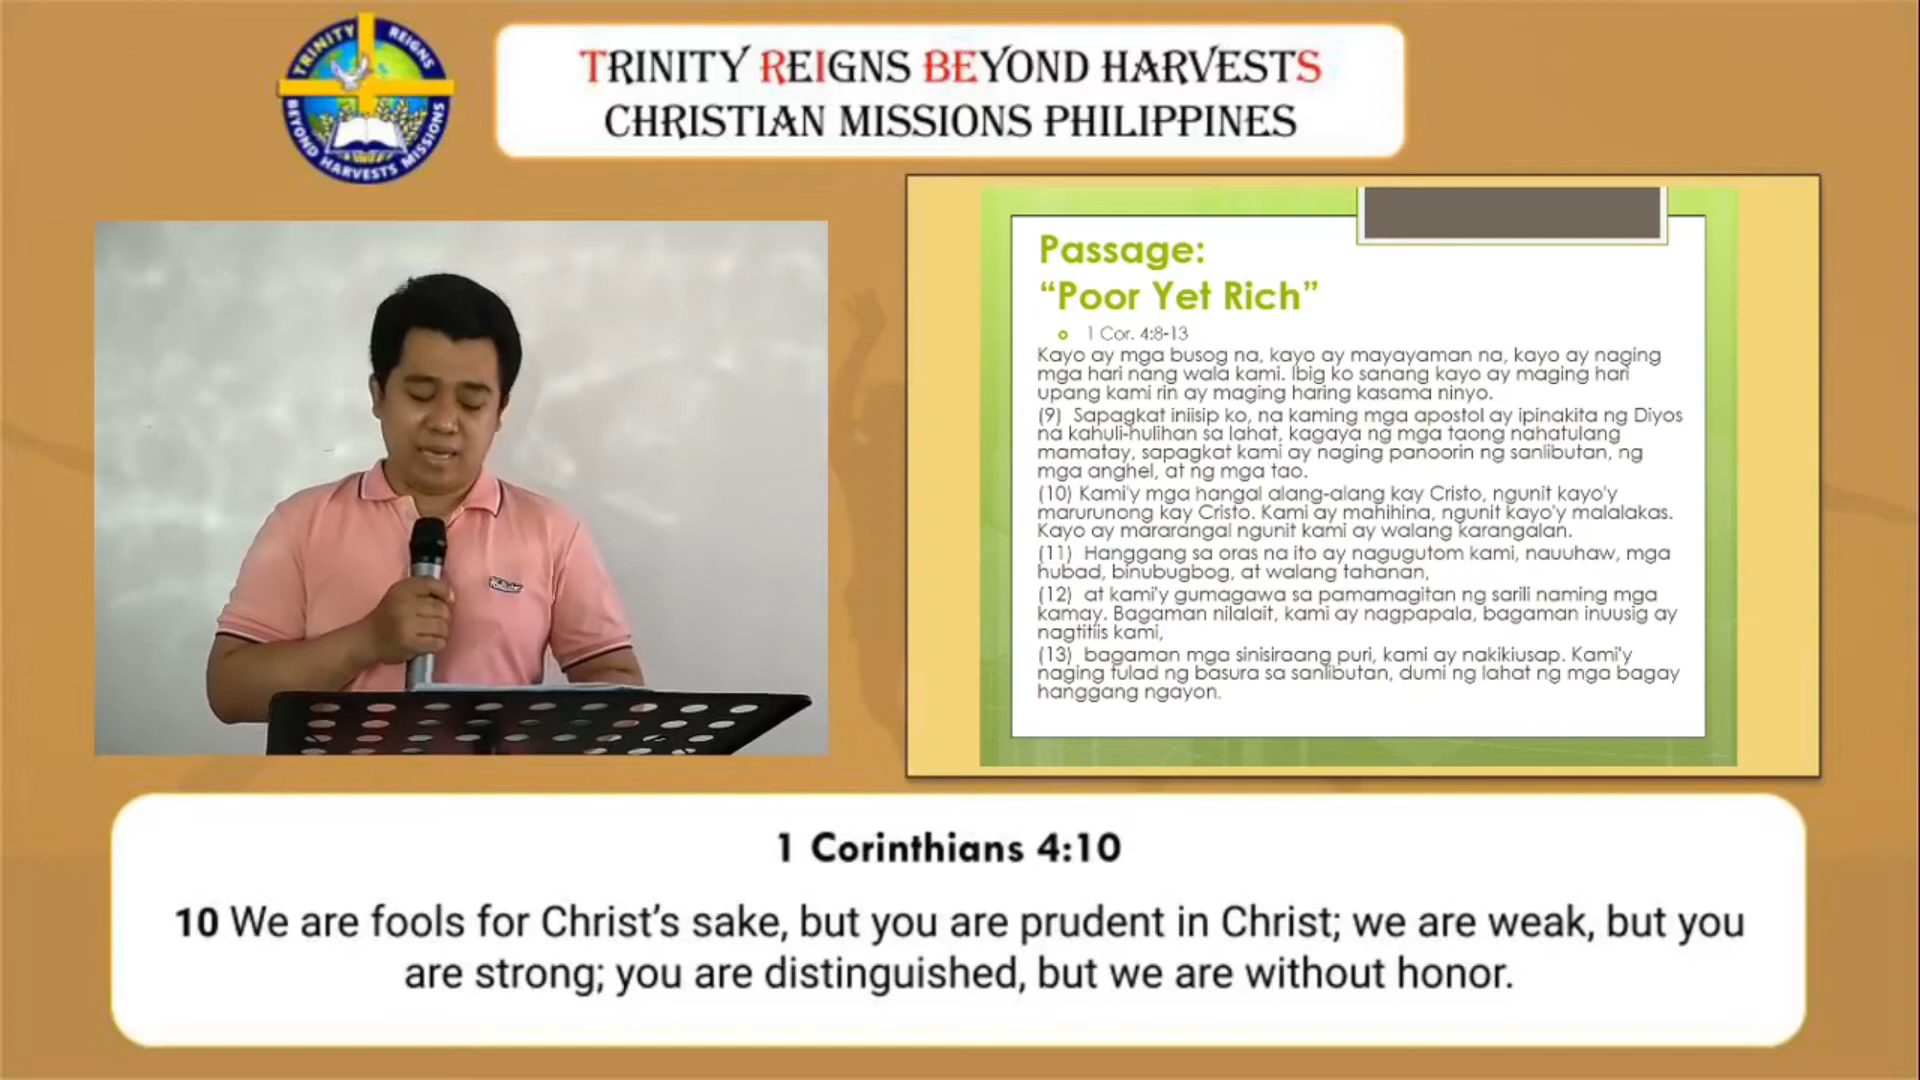 TRINITY REIGNS
BEYOND HARVESTS MISSIONS
TRINITY REIGNS BEYOND HARVESTS
CHRISTIAN MISSIONS PHILIPPINES
Passage:
“Poor Yet Rich”
1 Cor. 4:8-13
Kayo ay mga busog na, kayo ay mayayaman na, kayo ay naging
mga hari nang wala kami. Ibig ko sanang kayo ay maging hari
upang kami rin ay maging haring kasama ninyo.
(9) Sapagkat iniisip ko, na kaming mga apostol ay ipinakita ng Diyos
na kahuli-hulihan sa lahat, kagaya ng mga taong nahatulang
mamatay, sapagkat kami ay naging panoorin ng sanlibutan, ng
mga anghel, at ng mga tao.
(10) Kami'y mga hangal alang-alang kay Cristo, ngunit kayo'y
marurunong kay Cristo. Kami ay mahihina, ngunit kayo'y malalakas.
Kayo ay mararangal ngunit kami ay walang karangalan.
(11) Hanggang sa oras na ito ay nagugutom kami, nauuhaw, mga
hubad, binubugbog, at walang tahanan,
(12) at kami'y gumagawa sa pamamagitan ng sarili naming mga
kamay. Bagaman nilalait, kami ay nagpapala, bagaman inuusig ay
nagtitiis kami,
(13) bagaman mga sinisiraang puri, kami ay nakikiusap. Kami'y
naging tulad ng basura sa sanlibutan, dumi ng lahat ng mga bagay
hanggang ngayon.
1 Corinthians 4:10
10 We are fools for Christ’s sake, but you are prudent in Christ; we are weak, but you
are strong; you are distinguished, but we are without honor.